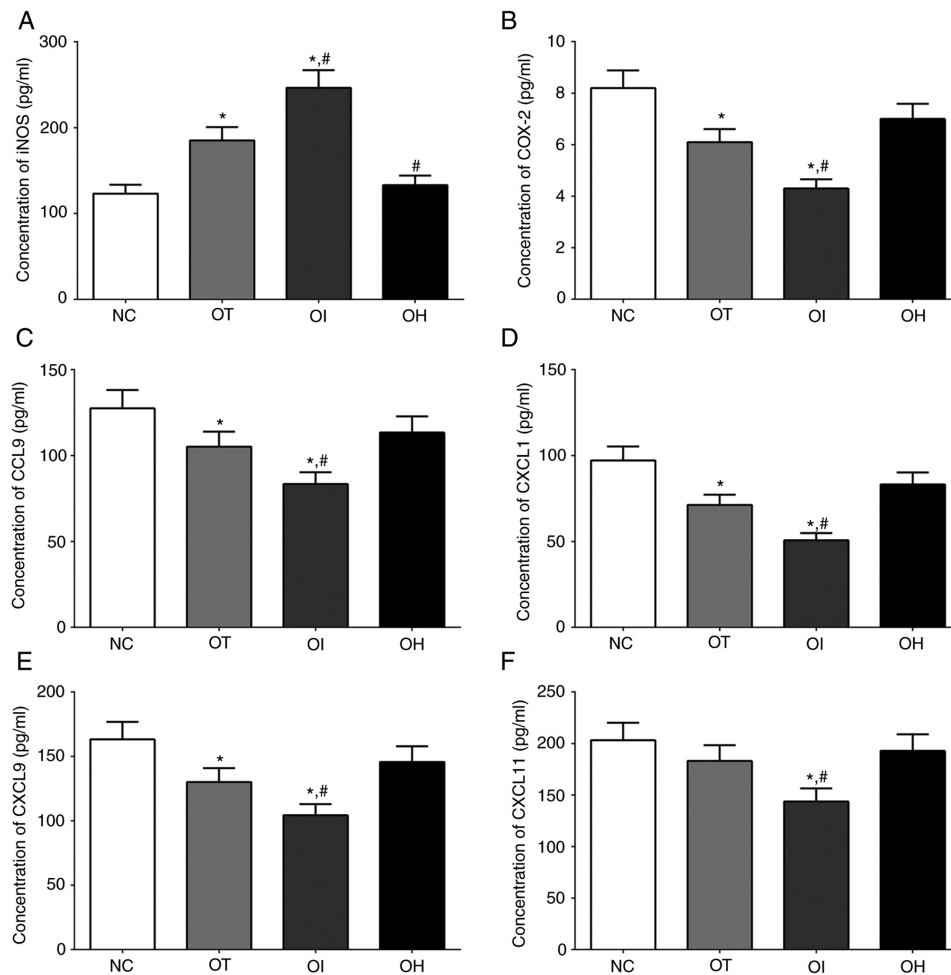 A
Concentration of iNOS (pg/ml)
300
200
100
0
*
*,#
#
NC OT OI OH
B
Concentration of COX-2 (pg/ml)
10
8
6
4
2
0
*
*,#
NC OT OI OH
C
Concentration of CCL9 (pg/ml)
150
100
50
0
*
*,#
NC OT OI OH
D
Concentration of CXCL1 (pg/ml)
150
100
50
0
*
*,#
NC OT OI OH
E
Concentration of CXCL9 (pg/ml)
200
150
100
50
0
*
*,#
NC OT OI OH
F
Concentration of CXCL11 (pg/ml)
250
200
150
100
50
0
*,#
NC OT OI OH